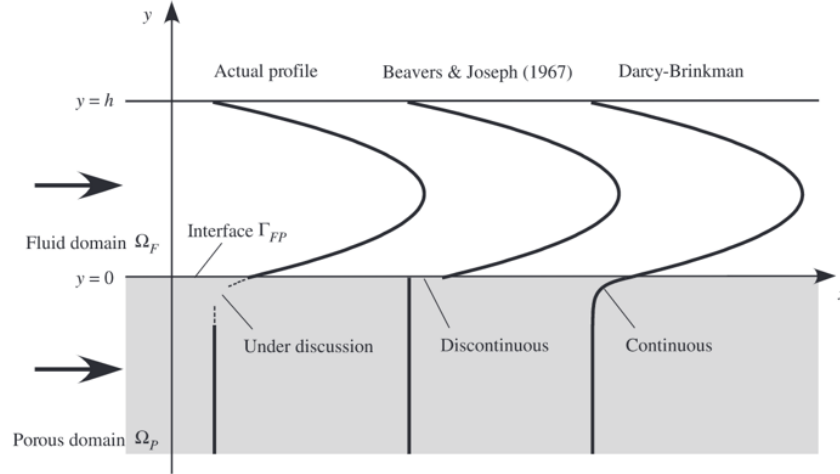 y
Actual profile
Beavers & Joseph (1967)
Darcy-Brinkman
y = h
Interface Γ_FP
Fluid domain Ω_F
y = 0
Under discussion
Discontinuous
Continuous
Porous domain Ω_P